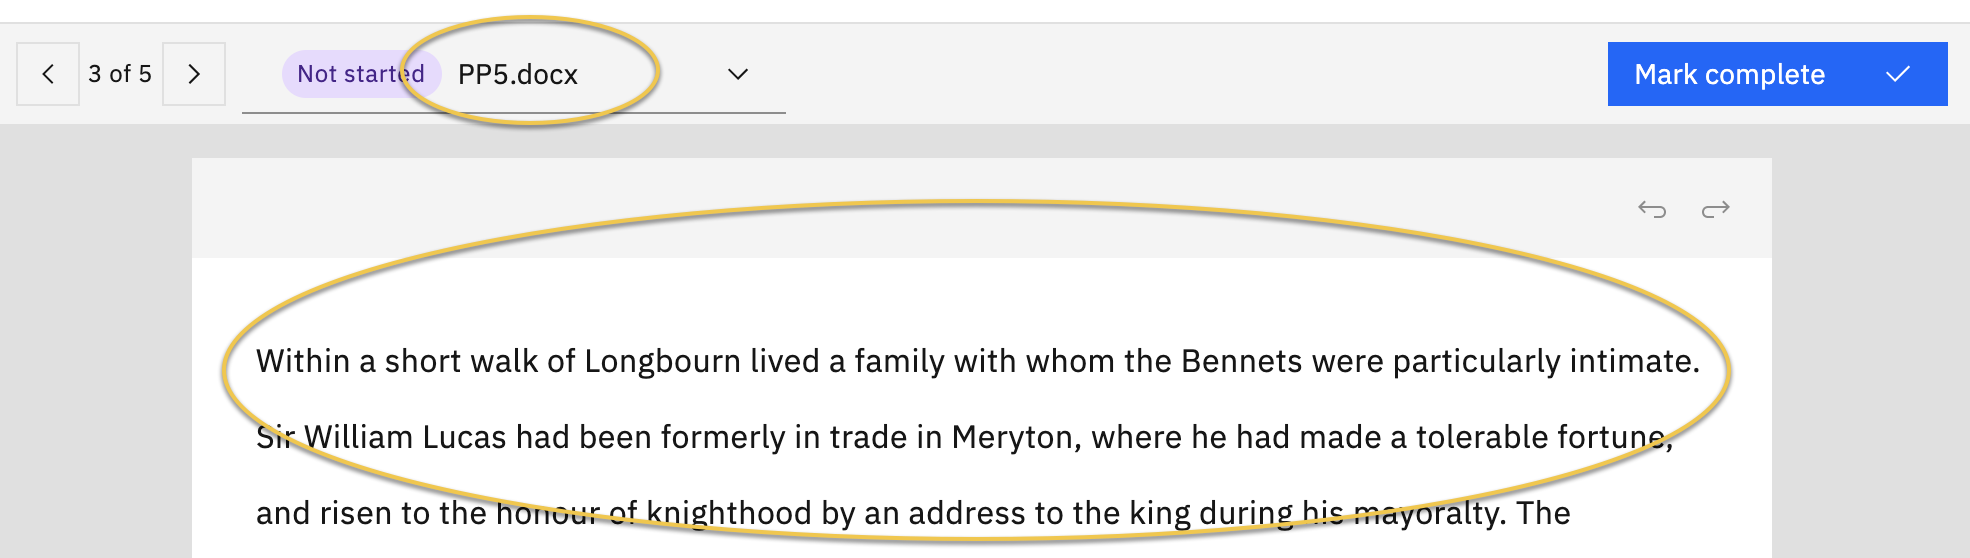 3 of 5 Not started PP5.docx Mark complete
Within a short walk of Longbourn lived a family with whom the Bennets were particularly intimate.
Sir William Lucas had been formerly in trade in Meryton, where he had made a tolerable fortune,
and risen to the honour of knighthood by an address to the king during his mayoralty. The